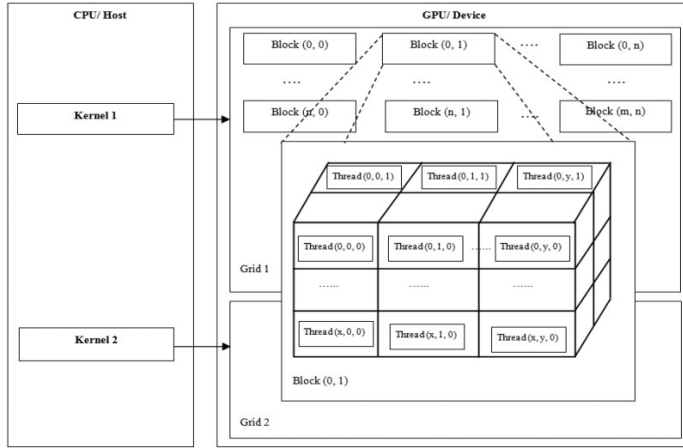 CPU/ Host
GPU/ Device
Block (0, 0)
Block (0, 1)
....
Block (0, n)
....
....
....
Kernel 1
Block (n, 0)
Block (n, 1)
....
Block (m, n)
Thread (0, 0, 1)
Thread (0, 1, 1)
Thread (0, y, 1)
Thread (0, 0, 0)
Thread (0, 1, 0)
......
Thread (0, y, 0)
Grid 1
......
......
......
Kernel 2
Thread (x, 0, 0)
Thread (x, 1, 0)
Thread (x, y, 0)
Block (0, 1)
Grid 2